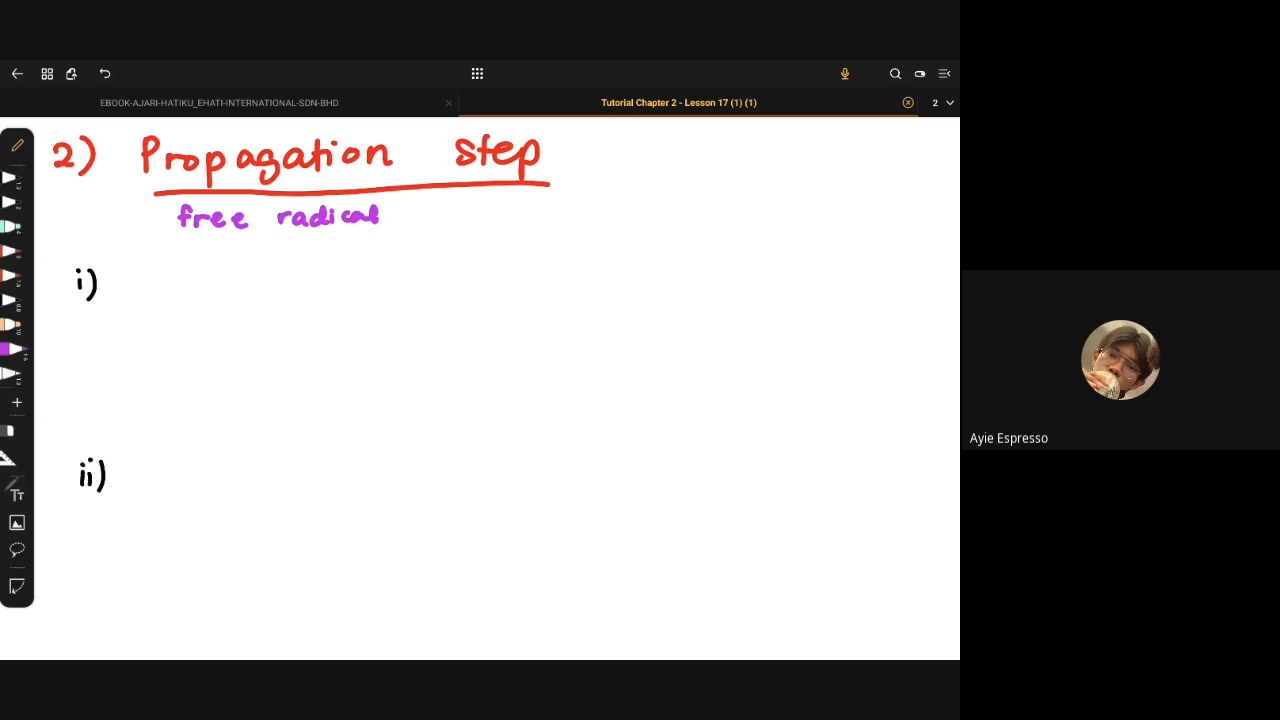 EBOOK-AJARI-HATIKU_EHATI-INTERNATIONAL-SDN-BHD
Tutorial Chapter 2 - Lesson 17 (1) (1)
2
2) Propagation step
free radical
i)
ii)
Tт
Ayie Espresso